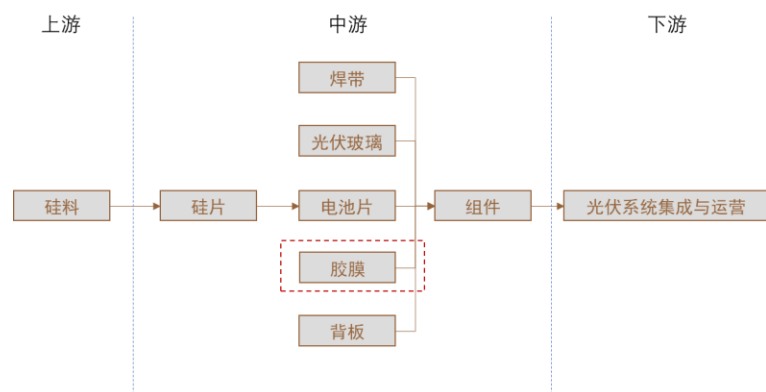 上游
中游
下游
焊带
光伏玻璃
硅料
硅片
电池片
组件
光伏系统集成与运营
胶膜
背板